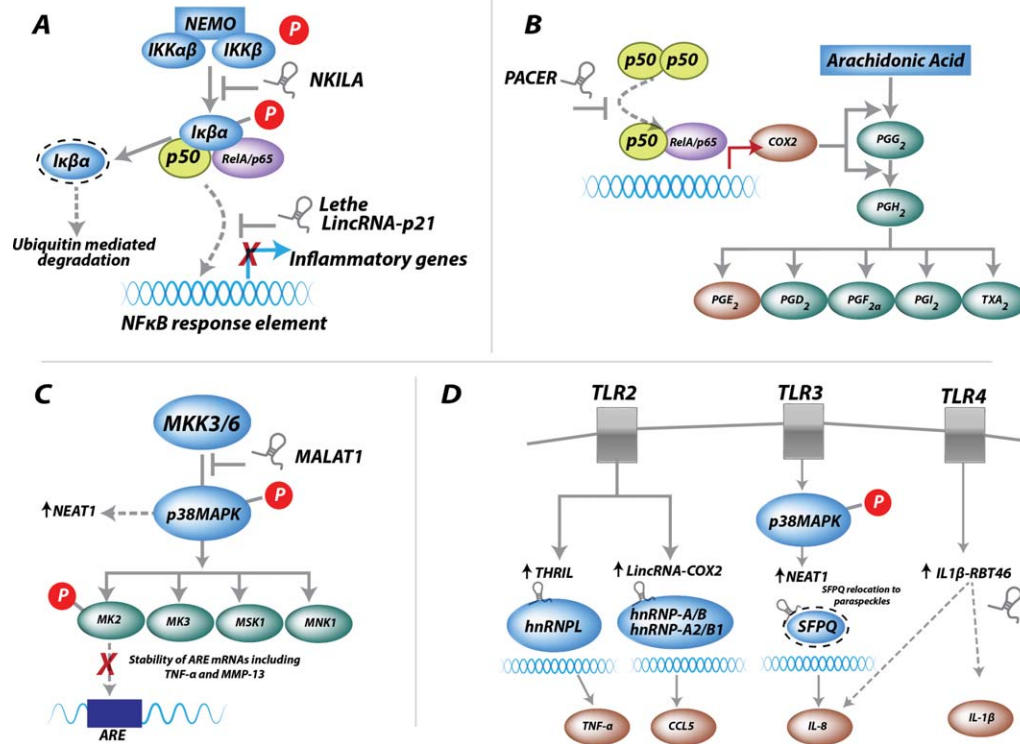 A
NEMO
IKKαβ
IKKβ
P
NKILA
P
Iκβα
Iκβα
p50
RelA/p65
Lethe
LincRNA-p21
Ubiquitin mediated
degradation
X
Inflammatory genes
NFκB response element
B
p50
p50
PACER
Arachidonic Acid
p50
RelA/p65
COX2
PGG2
PGH2
PGE2
PGD2
PGF2α
PGI2
TXA2
C
MKK3/6
MALAT1
P
NEAT1
p38MAPK
P
MK2
MK3
MSK1
MNK1
X
Stability of ARE mRNAs including
TNF-α and MMP-13
ARE
D
TLR2
TLR3
TLR4
p38MAPK
P
THRIL
LincRNA-COX2
NEAT1
IL1β-RBT46
SFPQ relocation to
paraspeckles
hnRNPL
hnRNP-A/B
hnRNP-A2/B1
SFPQ
TNF-α
CCL5
IL-8
IL-1β